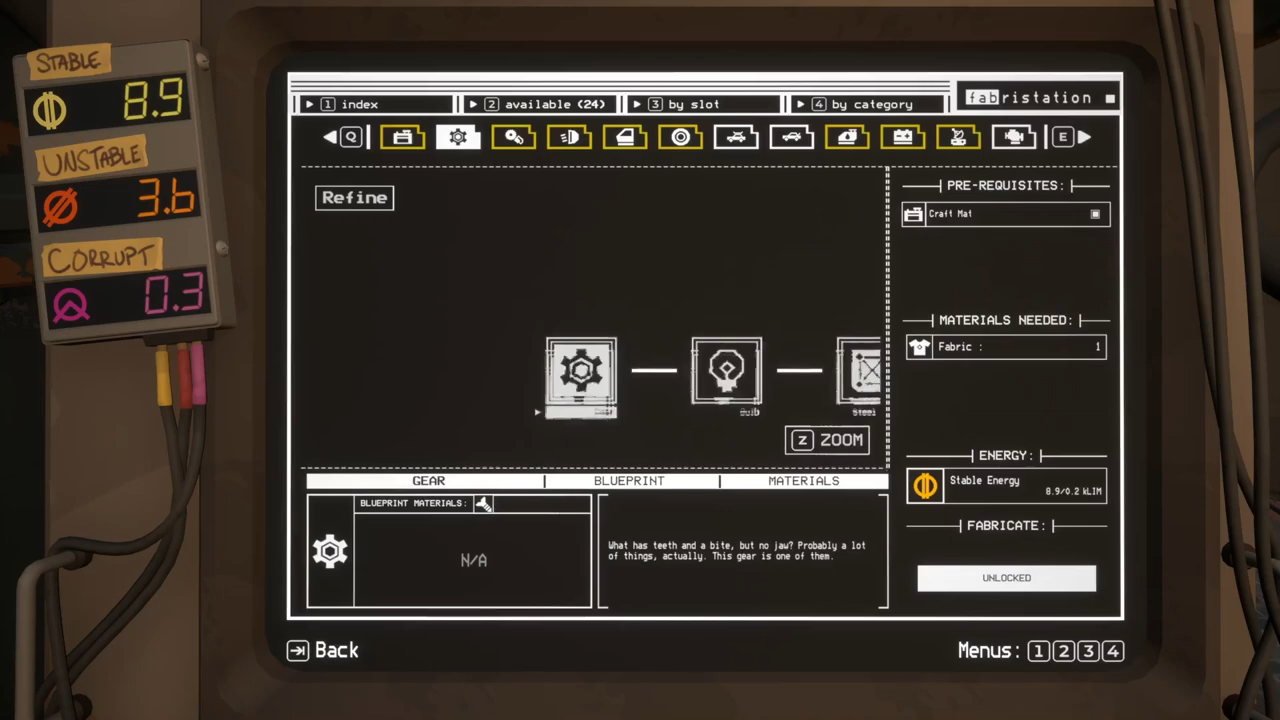 STABLE
8.9
UNSTABLE
3.6
CORRUPT
0.3
1 index
2 available (24)
3 by slot
4 by category
fabristation
Q
E
Refine
Bulb
Steel
Z ZOOM
PRE-REQUISITES:
Craft Mat
MATERIALS NEEDED:
Fabric : 1
ENERGY:
Stable Energy
8.9/0.2 kLIM
FABRICATE:
UNLOCKED
GEAR
BLUEPRINT
MATERIALS
BLUEPRINT MATERIALS:
N/A
What has teeth and a bite, but no jaw? Probably a lot
of things, actually. This gear is one of them.
Back
Menus: 1 2 3 4